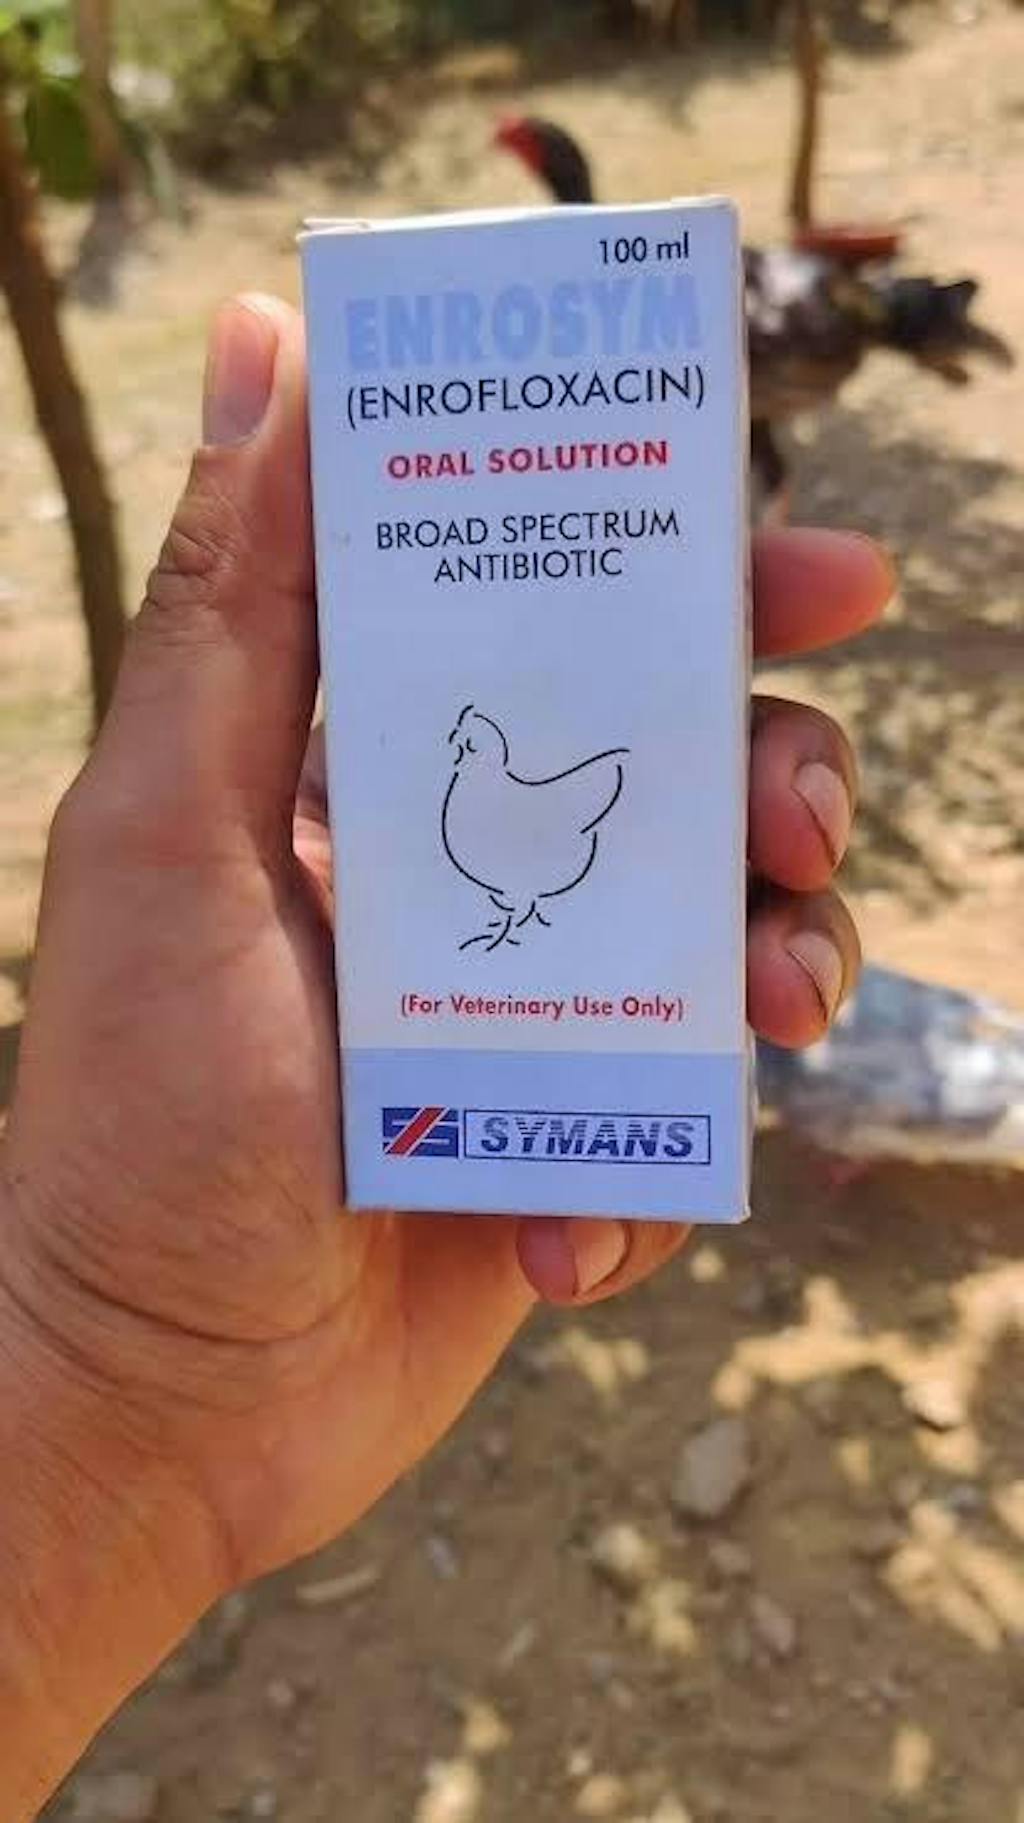 100 ml
ENROSYM
(ENROFLOXACIN)
ORAL SOLUTION
BROAD SPECTRUM
ANTIBIOTIC
(For Veterinary Use Only)
SYMANS